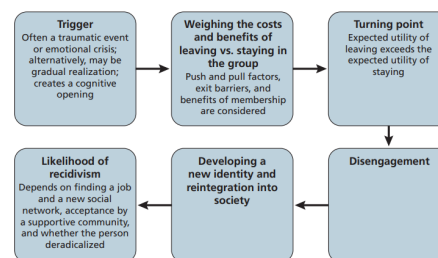 Trigger
Often a traumatic event
or emotional crisis;
alternatively, may be
gradual realization;
creates a cognitive
opening
Weighing the costs
and benefits of
leaving vs. staying in
the group
Push and pull factors,
exit barriers, and
benefits of membership
are considered
Turning point
Expected utility of
leaving exceeds the
expected utility of
staying
Disengagement
Developing a
new identity and
reintegration into
society
Likelihood of
recidivism
Depends on finding a job
and a new social
network, acceptance by
a supportive community,
and whether the person
deradicalized